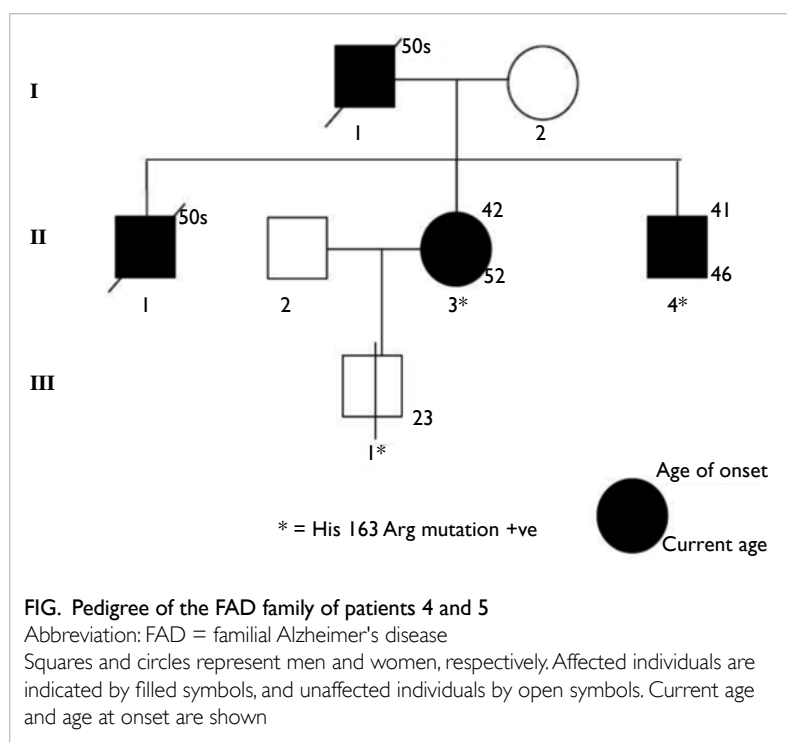 50s
I
1
2
50s
42
41
II
52
46
1
2
3*
4*
III
23
1*
Age of onset
* = His 163 Arg mutation +ve
Current age
FIG. Pedigree of the FAD family of patients 4 and 5
Abbreviation: FAD = familial Alzheimer's disease
Squares and circles represent men and women, respectively. Affected individuals are
indicated by filled symbols, and unaffected individuals by open symbols. Current age
and age at onset are shown